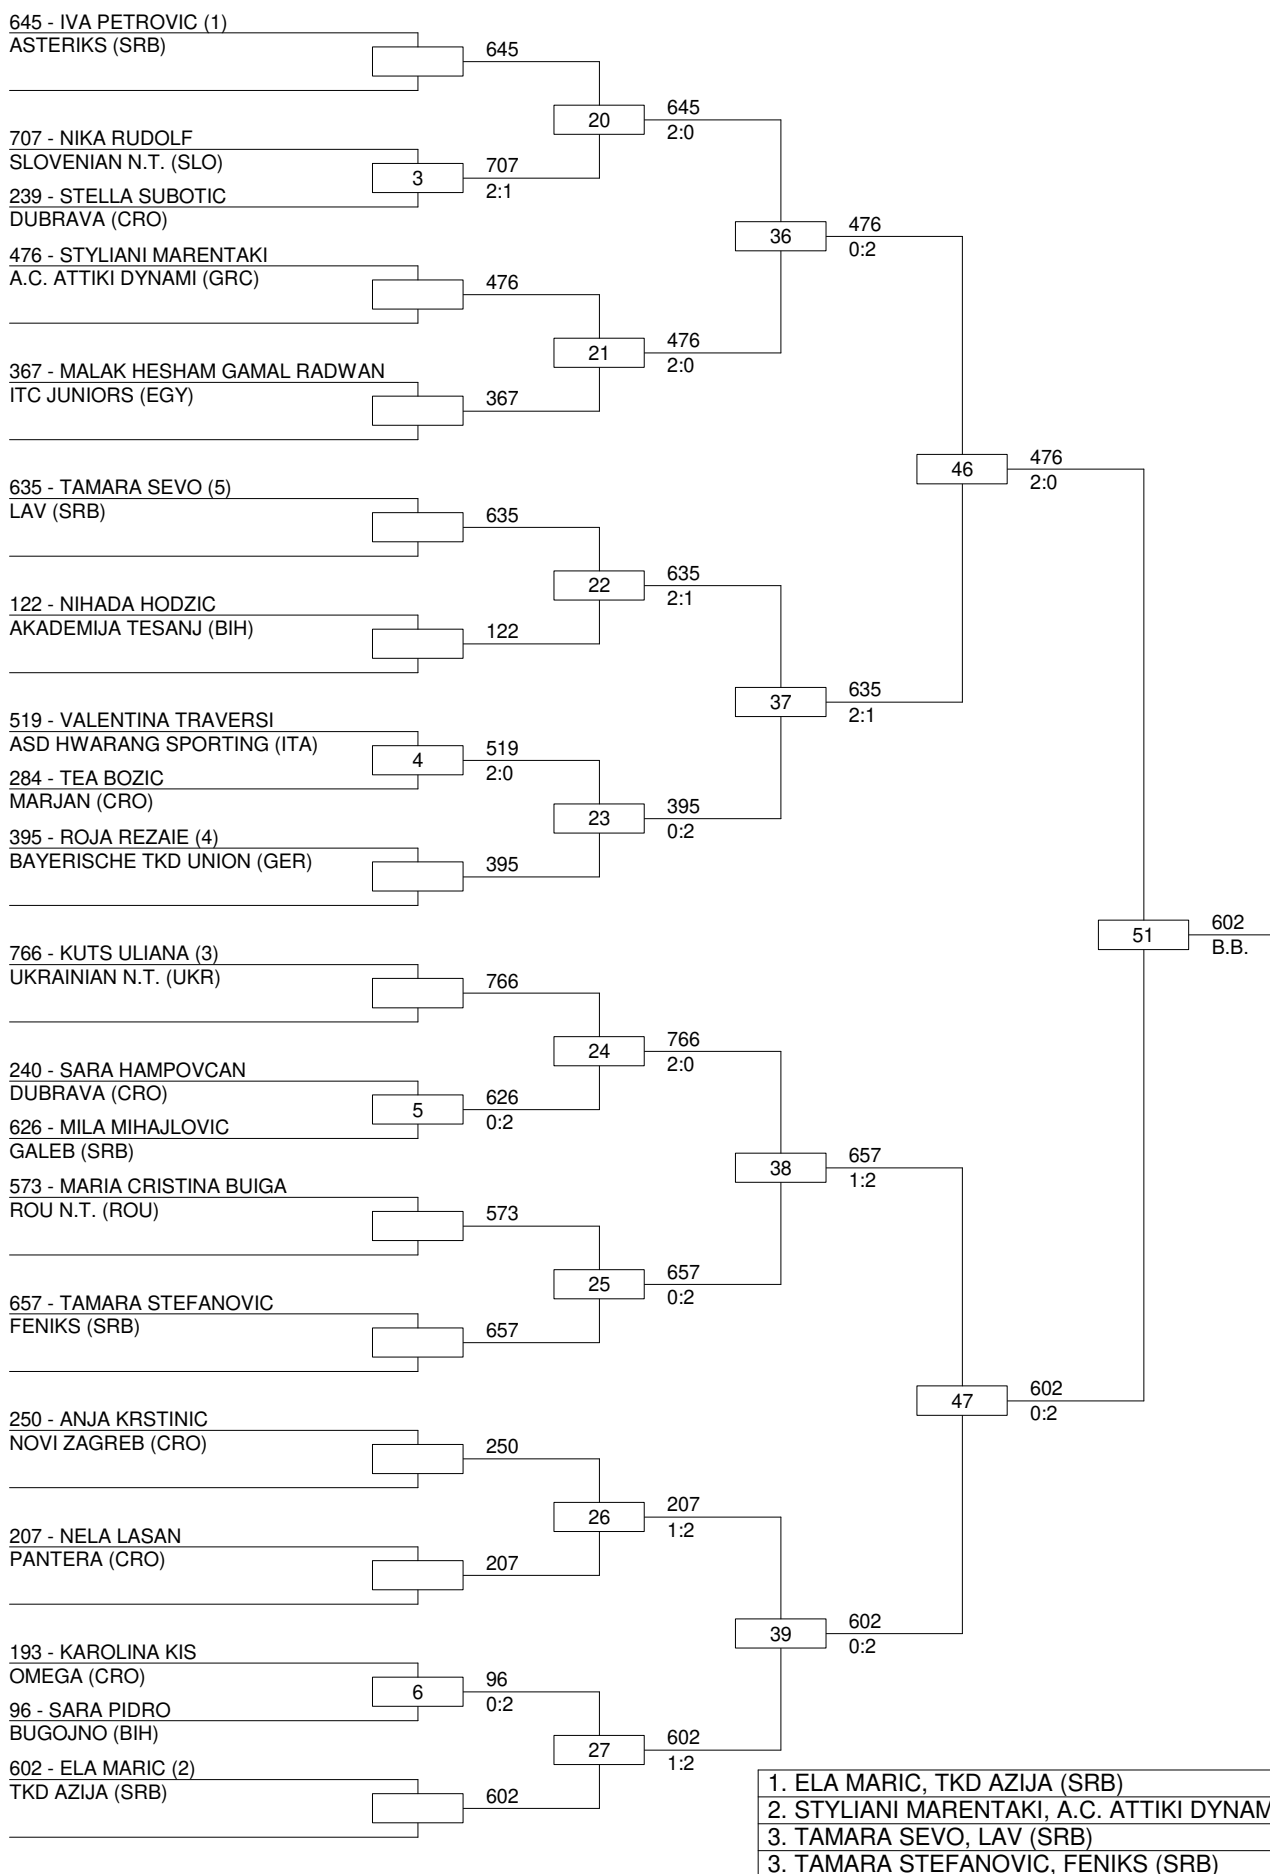 645 - IVA PETROVIC (1)
ASTERIKS (SRB)
645
20
645
2:0
707 - NIKA RUDOLF
SLOVENIAN N.T. (SLO)
3
707
2:1
239 - STELLA SUBOTIC
DUBRAVA (CRO)
36
476
0:2
476 - STYLIANI MARENTAKI
A.C. ATTIKI DYNAMI (GRC)
476
21
476
2:0
367 - MALAK HESHAM GAMAL RADWAN
ITC JUNIORS (EGY)
367
46
476
2:0
635 - TAMARA SEVO (5)
LAV (SRB)
635
22
635
2:1
122 - NIHADA HODZIC
AKADEMIJA TESANJ (BIH)
122
37
635
2:1
519 - VALENTINA TRAVERSI
ASD HWARANG SPORTING (ITA)
4
519
2:0
284 - TEA BOZIC
MARJAN (CRO)
23
395
0:2
395 - ROJA REZAIE (4)
BAYERISCHE TKD UNION (GER)
395
51
602
B.B.
766 - KUTS ULIANA (3)
UKRAINIAN N.T. (UKR)
766
24
766
2:0
240 - SARA HAMPOVCAN
DUBRAVA (CRO)
5
626
0:2
626 - MILA MIHAJLOVIC
GALEB (SRB)
38
657
1:2
573 - MARIA CRISTINA BUIGA
ROU N.T. (ROU)
573
25
657
0:2
657 - TAMARA STEFANOVIC
FENIKS (SRB)
657
47
602
0:2
250 - ANJA KRSTINIC
NOVI ZAGREB (CRO)
250
26
207
1:2
207 - NELA LASAN
PANTERA (CRO)
207
39
602
0:2
193 - KAROLINA KIS
OMEGA (CRO)
6
96
0:2
96 - SARA PIDRO
BUGOJNO (BIH)
27
602
1:2
602 - ELA MARIC (2)
TKD AZIJA (SRB)
602
1. ELA MARIC, TKD AZIJA (SRB)
2. STYLIANI MARENTAKI, A.C. ATTIKI DYNAM
3. TAMARA SEVO, LAV (SRB)
3. TAMARA STEFANOVIC, FENIKS (SRB)